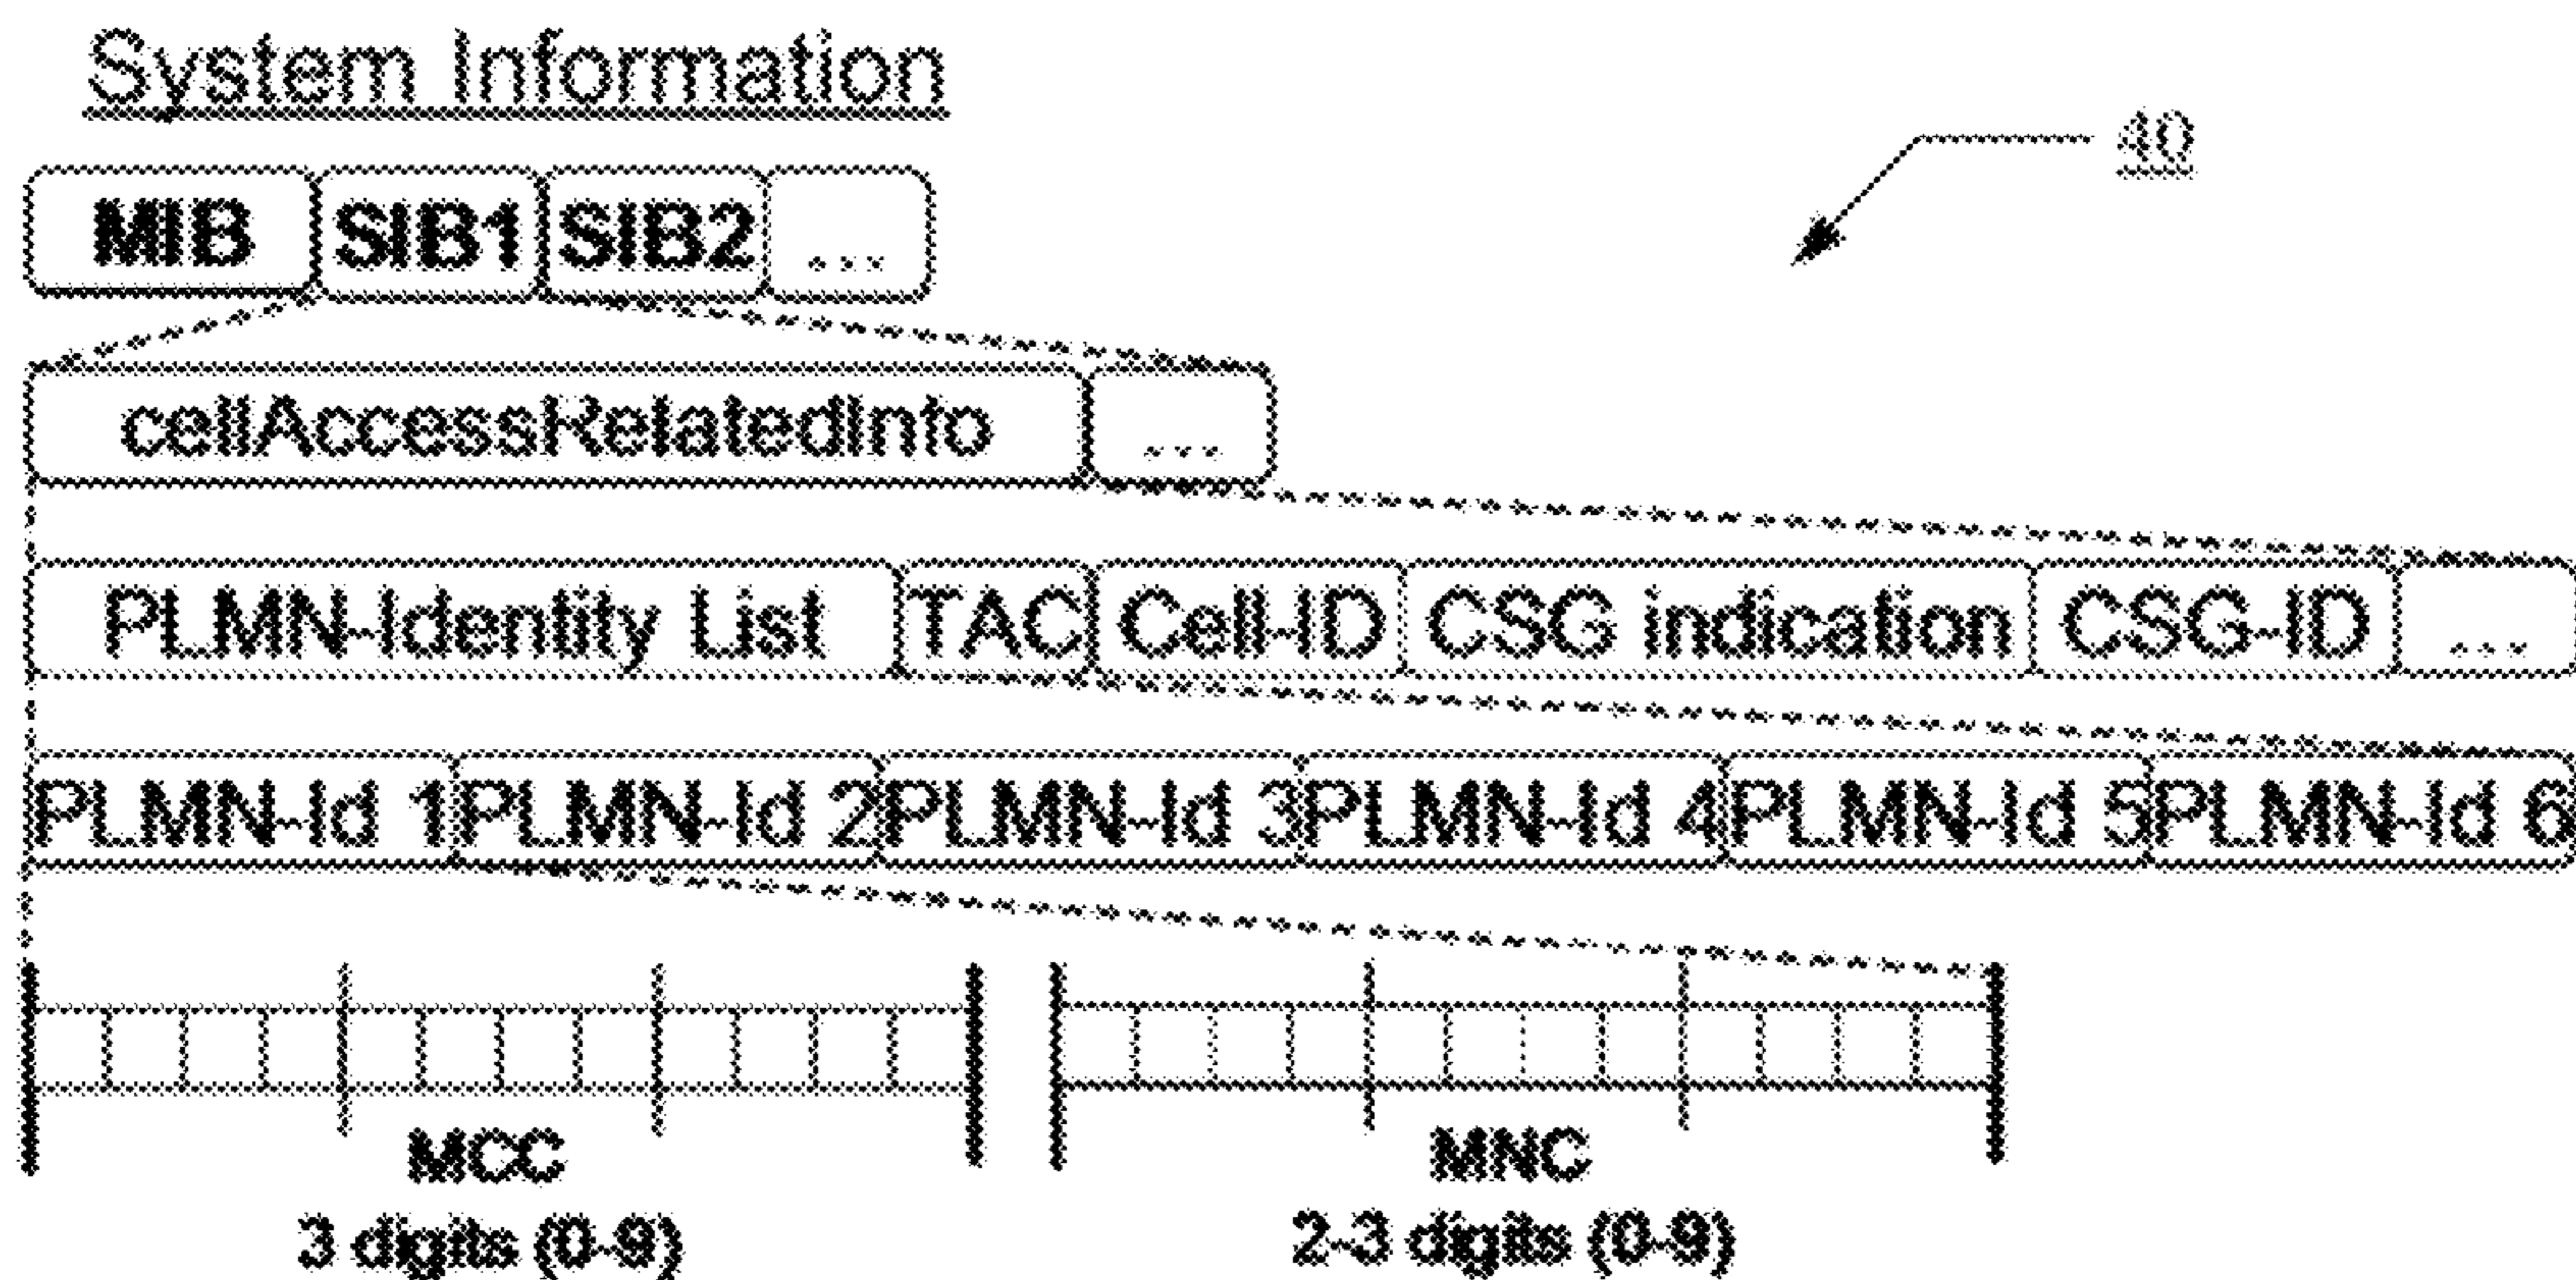 System Information
40
MIB SIB1 SIB2 ...
cellAccessRelatedInfo ...
PLMN-Identity List TAC Cell-ID CSG indication CSG-ID ...
PLMN-Id 1 PLMN-Id 2 PLMN-Id 3 PLMN-Id 4 PLMN-Id 5 PLMN-Id 6
MCC MNC
3 digits (0-9) 2-3 digits (0-9)